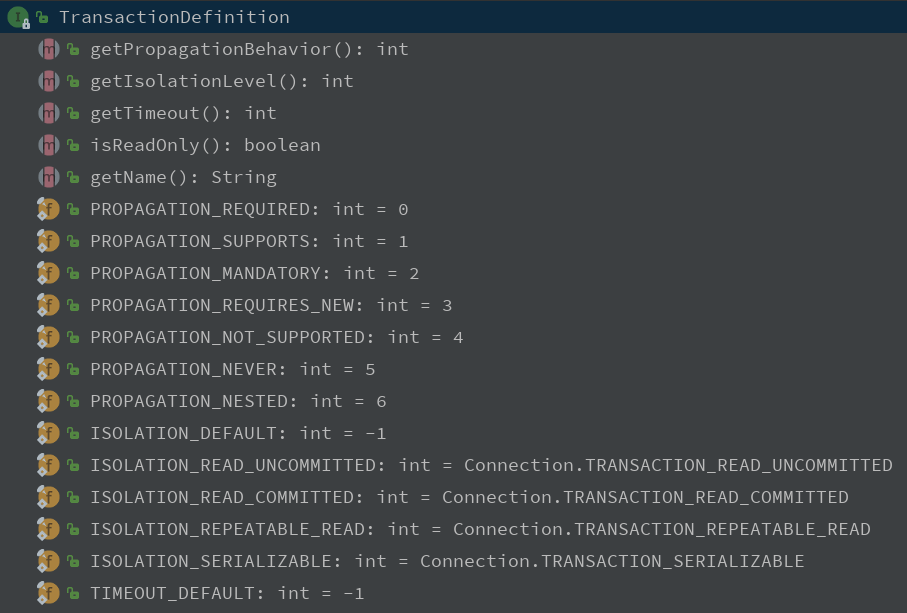 TransactionDefinition
getPropagationBehavior(): int
getIsolationLevel(): int
getTimeout(): int
isReadOnly(): boolean
getName(): String
PROPAGATION_REQUIRED: int = 0
PROPAGATION_SUPPORTS: int = 1
PROPAGATION_MANDATORY: int = 2
PROPAGATION_REQUIRES_NEW: int = 3
PROPAGATION_NOT_SUPPORTED: int = 4
PROPAGATION_NEVER: int = 5
PROPAGATION_NESTED: int = 6
ISOLATION_DEFAULT: int = -1
ISOLATION_READ_UNCOMMITTED: int = Connection.TRANSACTION_READ_UNCOMMITTED
ISOLATION_READ_COMMITTED: int = Connection.TRANSACTION_READ_COMMITTED
ISOLATION_REPEATABLE_READ: int = Connection.TRANSACTION_REPEATABLE_READ
ISOLATION_SERIALIZABLE: int = Connection.TRANSACTION_SERIALIZABLE
TIMEOUT_DEFAULT: int = -1